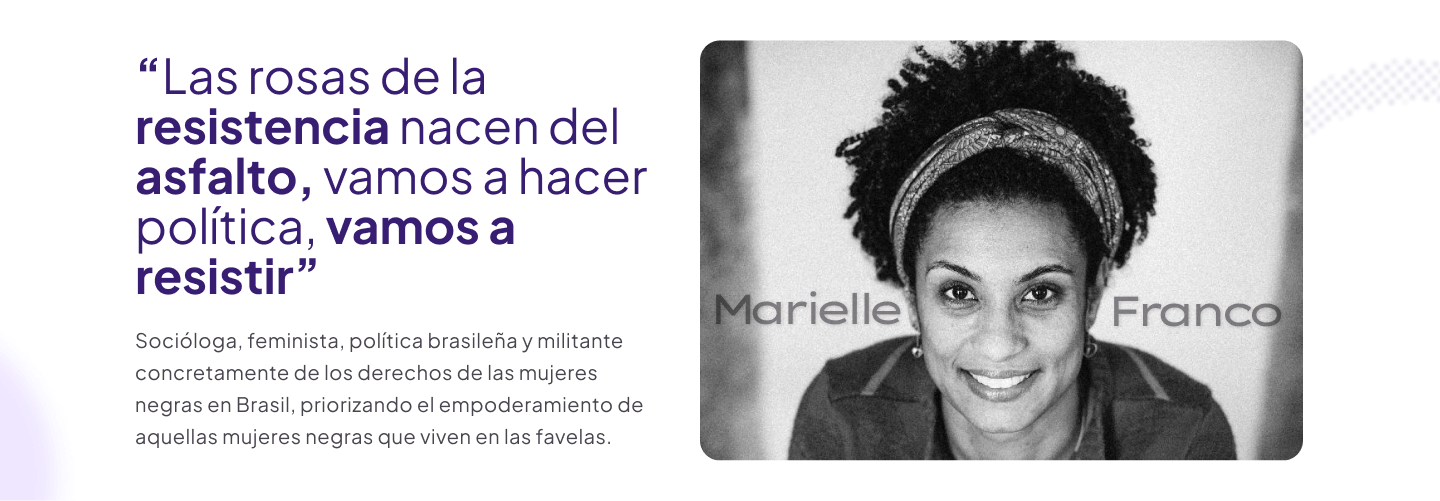 “Las rosas de la
resistencia nacen del
asfalto, vamos a hacer
política, vamos a
resistir”
Socióloga, feminista, política brasileña y militante
concretamente de los derechos de las mujeres
negras en Brasil, priorizando el empoderamiento de
aquellas mujeres negras que viven en las favelas.
Marielle Franco